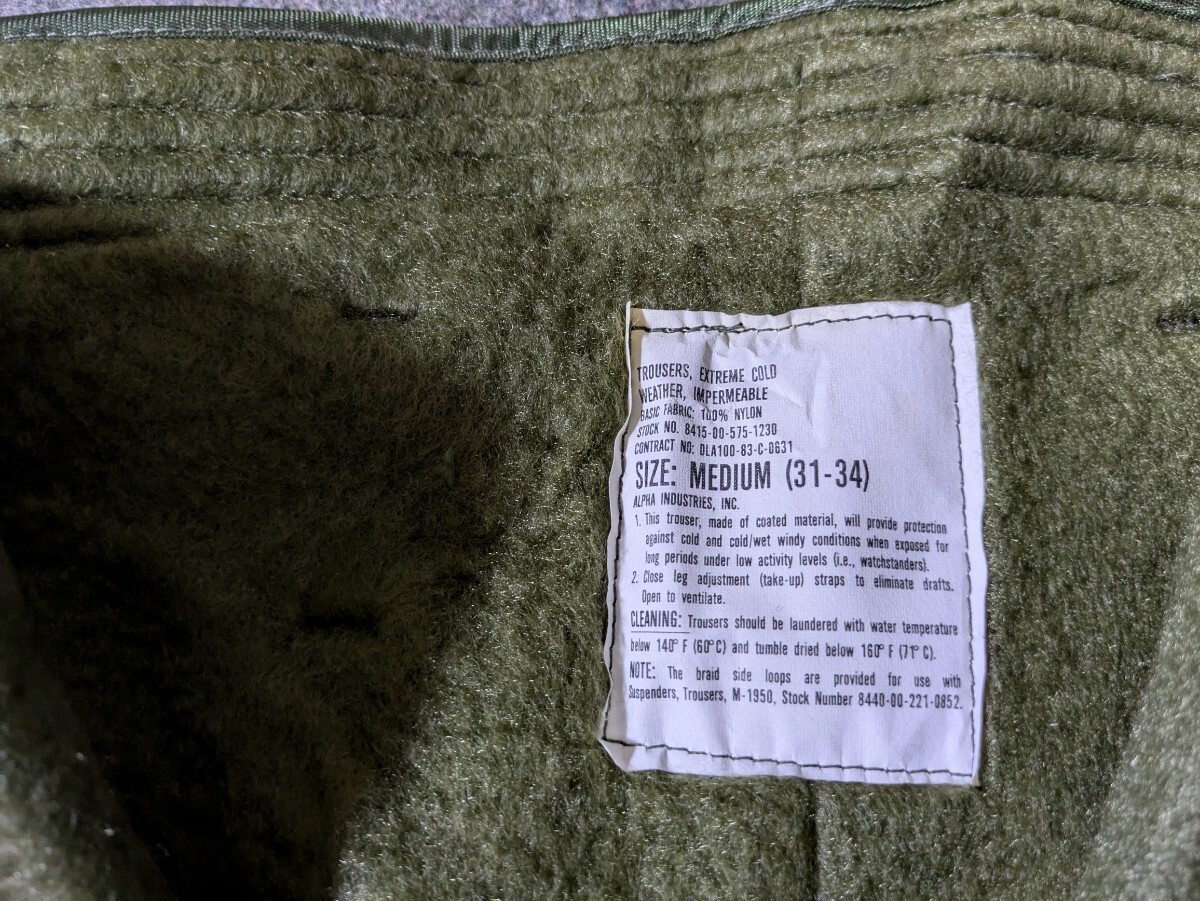 TROUSERS, EXTREME COLD
WEATHER, IMPERMEABLE
BASIC FABRIC: 100% NYLON
STOCK NO. 8415-00-575-1230
CONTRACT NO: DLA100-83-C-0631
SIZE: MEDIUM (31-34)
ALPHA INDUSTRIES, INC.
1. This trouser, made of coated material, will provide protection
against cold and cold/wet windy conditions when exposed for
long periods under low activity levels (i.e., watchstanders).
2. Close leg adjustment (take-up) straps to eliminate drafts.
Open to ventilate.
CLEANING: Trousers should be laundered with water temperature
below 140° F (60°C) and tumble dried below 160° F (71° C).
NOTE: The braid side loops are provided for use with
Suspenders, Trousers, M-1950, Stock Number 8440-00-221-0852.